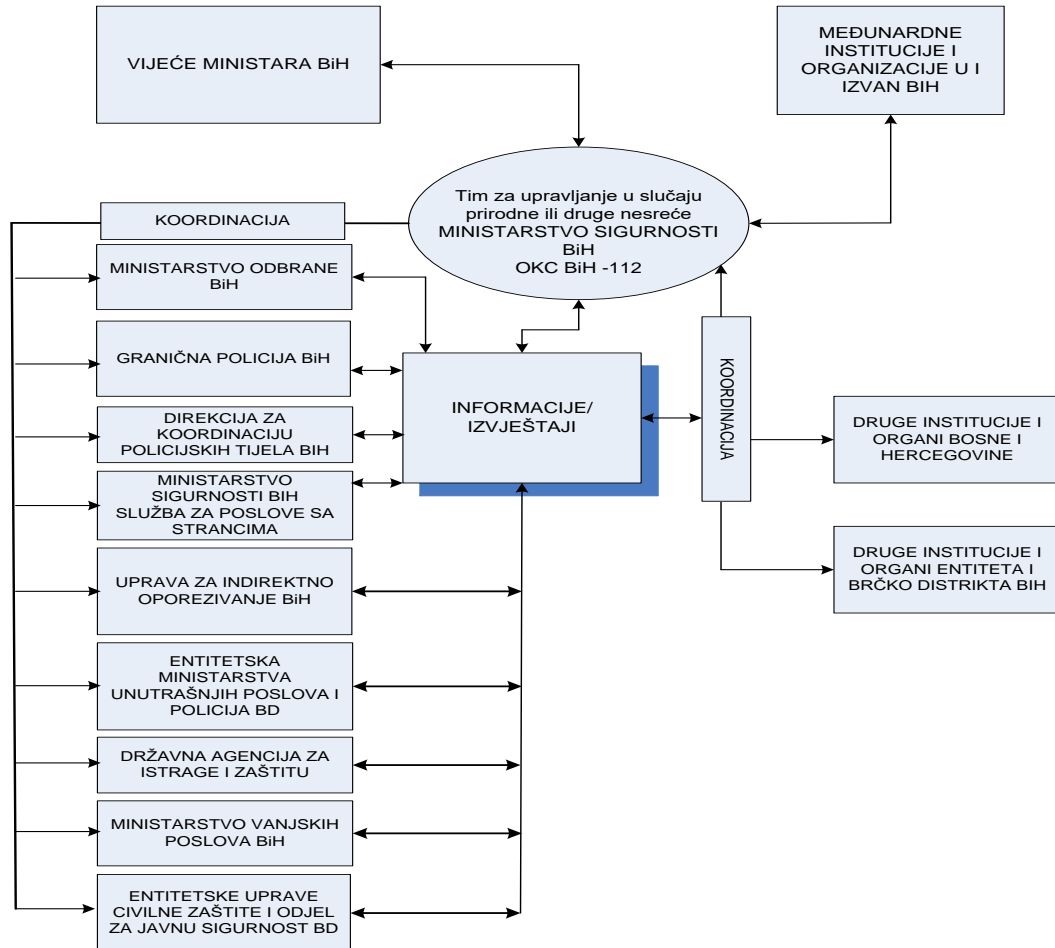 VIJEĆE MINISTARA BiH
MEĐUNARDNE
INSTITUCIJE I
ORGANIZACIJE U I
IZVAN BIH
Tim za upravljanje u slučaju
prirodne ili druge nesreće
MINISTARSTVO SIGURNOSTI
BiH
OKC BiH -112
KOORDINACIJA
MINISTARSTVO ODBRANE
BiH
GRANIČNA POLICIJA BiH
DIREKCIJA ZA
KOORDINACIJU
POLICIJSKIH TIJELA BIH
MINISTARSTVO
SIGURNOSTI BIH
SLUŽBA ZA POSLOVE SA
STRANCIMA
UPRAVA ZA INDIREKTNO
OPOREZIVANJE BiH
ENTITETSKA
MINISTARSTVA
UNUTRAŠNJIH POSLOVA I
POLICIJA BD
DRŽAVNA AGENCIJA ZA
ISTRAGE I ZAŠTITU
MINISTARSTVO VANJSKIH
POSLOVA BiH
ENTITETSKE UPRAVE
CIVILNE ZAŠTITE I ODJEL
ZA JAVNU SIGURNOST BD
INFORMACIJE/
IZVJEŠTAJI
KOORDINACIJA
DRUGE INSTITUCIJE I
ORGANI BOSNE I
HERCEGOVINE
DRUGE INSTITUCIJE I
ORGANI ENTITETA I
BRČKO DISTRIKTA BIH